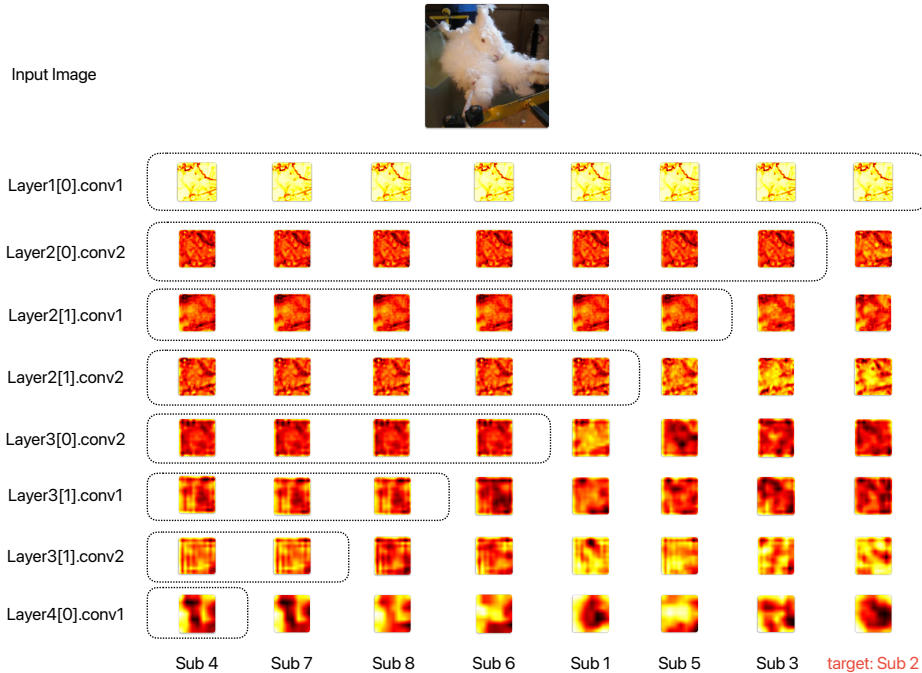 Input Image
Layer1[0].conv1
Layer2[0].conv2
Layer2[1].conv1
Layer2[1].conv2
Layer3[0].conv2
Layer3[1].conv1
Layer3[1].conv2
Layer4[0].conv1
Sub 4 Sub 7 Sub 8 Sub 6 Sub 1 Sub 5 Sub 3 target: Sub 2